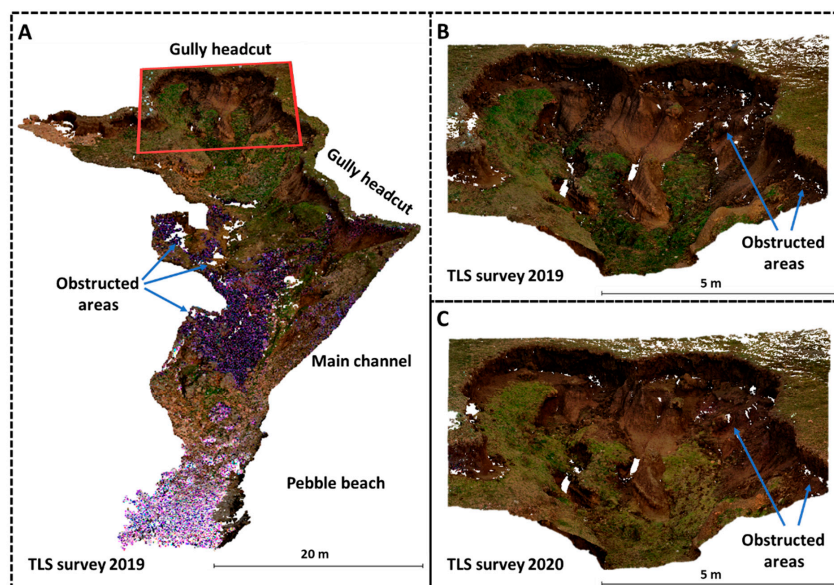 A
Gully headcut
Gully headcut
Obstructed
areas
Main channel
Pebble beach
TLS survey 2019
20 m
B
Obstructed
areas
TLS survey 2019
5 m
C
Obstructed
areas
TLS survey 2020
5 m